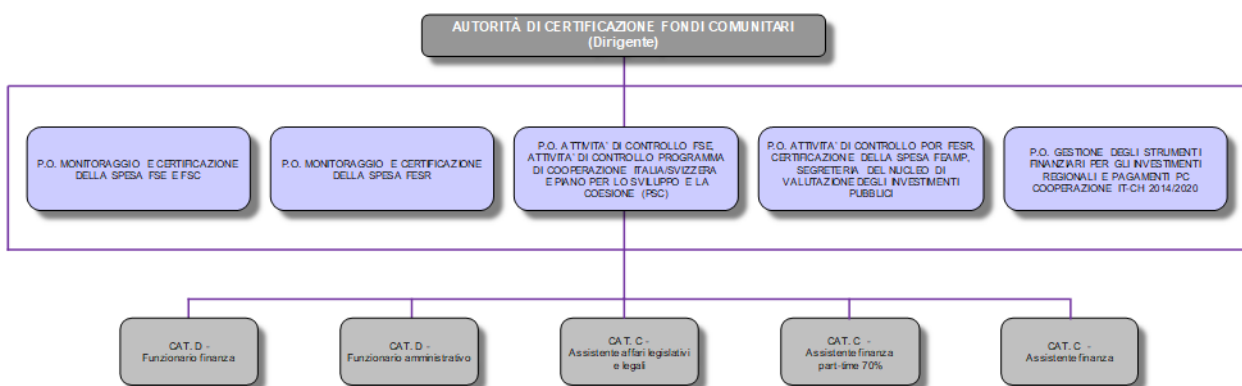 AUTORITÀ DI CERTIFICAZIONE FONDI COMUNITARI
(Dirigente)
P.O. MONITORAGGIO E CERTIFICAZIONE
DELLA SPESA FSE E FSC
P.O. MONITORAGGIO E CERTIFICAZIONE
DELLA SPESA FESR
P.O. ATTIVITA' DI CONTROLLO FSE,
ATTIVITA' DI CONTROLLO PROGRAMMA
DI COOPERAZIONE ITALIA/SVIZZERA
E PIANO PER LO SVILUPPO E LA
COESIONE (PSC)
P.O. ATTIVITA' DI CONTROLLO POR FESR,
CERTIFICAZIONE DELLA SPESA FEAMP,
SEGRETERIA DEL NUCLEO DI
VALUTAZIONE DEGLI INVESTIMENTI
PUBBLICI
P.O. GESTIONE DEGLI STRUMENTI
FINANZIARI PER GLI INVESTIMENTI
REGIONALI E PAGAMENTI PC
COOPERAZIONE IT-CH 2014/2020
CAT. D -
Funzionario finanza
CAT. D -
Funzionario amministrativo
CAT. C -
Assistente affari legislativi
e legali
CAT. C -
Assistente finanza
part-time 70%
CAT. C -
Assistente finanza